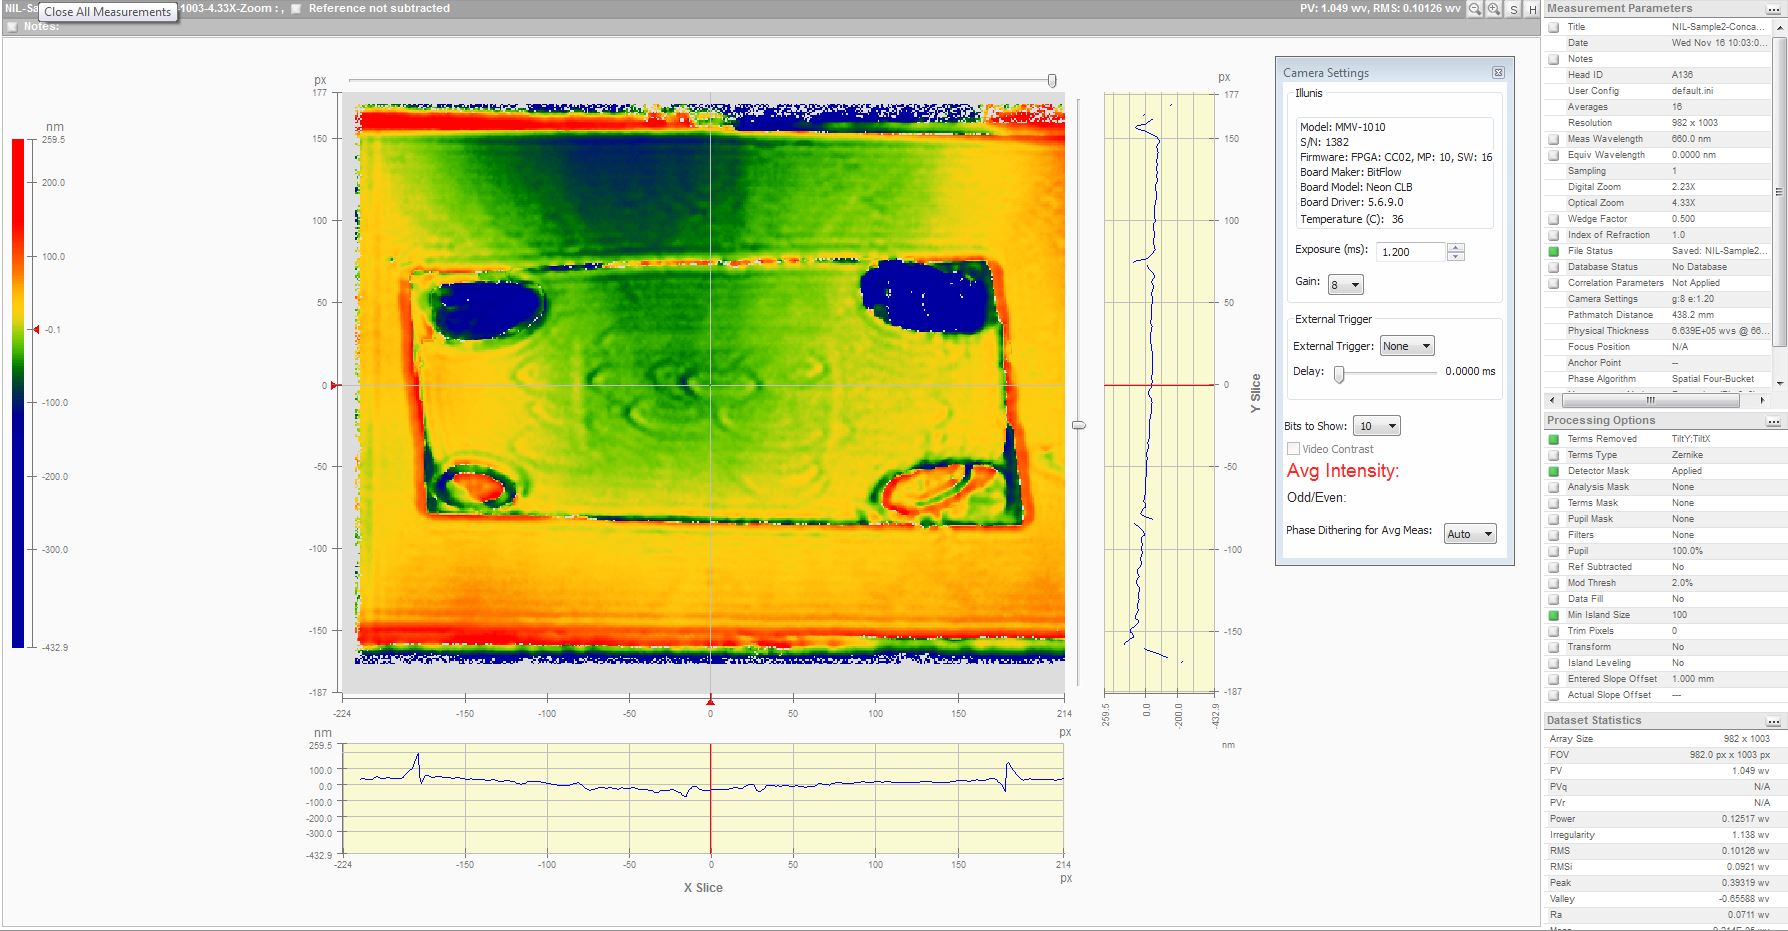 NIL-Sa
Close All Measurements
-1003-4.33X-Zoom : ,
Reference not subtracted
PV: 1.049 wv, RMS: 0.10126 wv
S H
Notes:
nm
259.5
200.0
100.0
-0.1
-100.0
-200.0
-300.0
-432.9
px
177
150
100
50
0
-50
-100
-150
-187
-224 -150 -100 -50 0 50 100 150 214
px
px
177
150
100
50
0
-50
-100
-150
-187
Y Slice
259.5 0.0 -200.0 -432.9
nm
nm
259.5
100.0
0.0
-100.0
-200.0
-300.0
-432.9
-224 -150 -100 -50 0 50 100 150 214
px
X Slice
Camera Settings
Illunis
Model: MMV-1010
S/N: 1382
Firmware: FPGA: CC02, MP: 10, SW: 16
Board Maker: BitFlow
Board Model: Neon CLB
Board Driver: 5.6.9.0
Temperature (C): 36
Exposure (ms): 1.200
Gain: 8
External Trigger
External Trigger: None
Delay: 0.0000 ms
Bits to Show: 10
Video Contrast
Avg Intensity:
Odd/Even:
Phase Dithering for Avg Meas: Auto
Measurement Parameters ...
Title NIL-Sample2-Conca...
Date Wed Nov 16 10:03:0...
Notes
Head ID A136
User Config default.ini
Averages 16
Resolution 982 x 1003
Meas Wavelength 660.0 nm
Equiv Wavelength 0.0000 nm
Sampling 1
Digital Zoom 2.23X
Optical Zoom 4.33X
Wedge Factor 0.500
Index of Refraction 1.0
File Status Saved: NIL-Sample2...
Database Status No Database
Correlation Parameters Not Applied
Camera Settings g:8 e:1.20
Pathmatch Distance 438.2 mm
Physical Thickness 6.639E+05 wvs @ 66...
Focus Position N/A
Anchor Point --
Phase Algorithm Spatial Four-Bucket
Processing Options ...
Terms Removed TiltY;TiltX
Terms Type Zernike
Detector Mask Applied
Analysis Mask None
Terms Mask None
Pupil Mask None
Filters None
Pupil 100.0%
Ref Subtracted No
Mod Thresh 2.0%
Data Fill No
Min Island Size 100
Trim Pixels 0
Transform No
Island Leveling No
Entered Slope Offset 1.000 mm
Actual Slope Offset ---
Dataset Statistics ...
Array Size 982 x 1003
FOV 982.0 px x 1003 px
PV 1.049 wv
PVq N/A
PVr N/A
Power 0.12517 wv
Irregularity 1.138 wv
RMS 0.10126 wv
RMSi 0.0921 wv
Peak 0.39319 wv
Valley -0.65588 wv
Ra 0.0711 wv